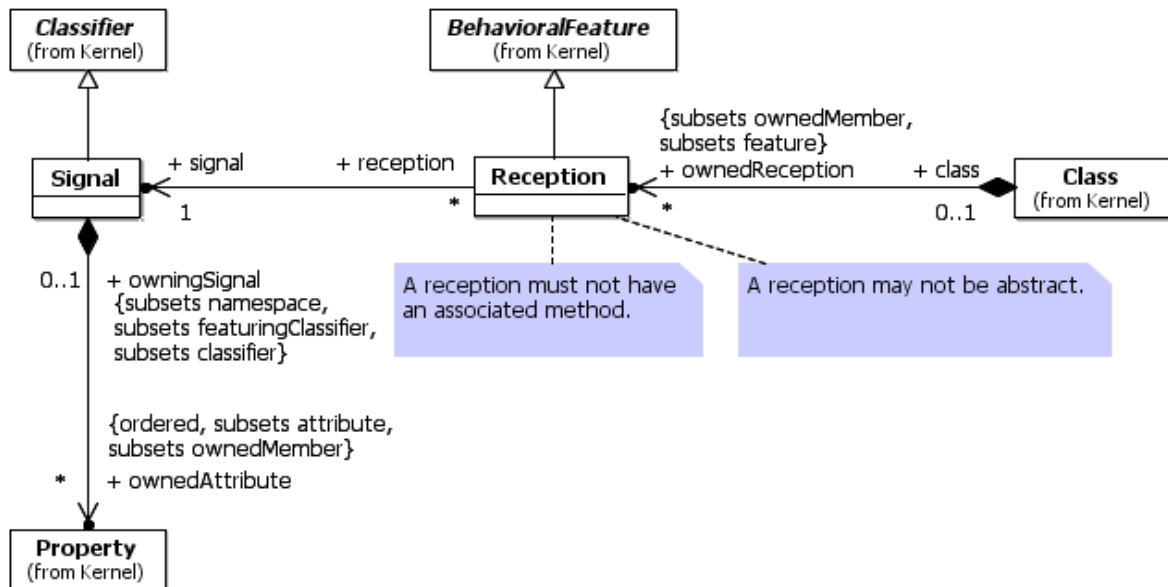 Classifier
(from Kernel)
BehavioralFeature
(from Kernel)
{subsets ownedMember,
subsets feature}
+ signal
+ reception
+ ownedReception
+ class
Signal
Reception
Class
(from Kernel)
1
*
*
0..1
0..1
+ owningSignal
{subsets namespace,
subsets featuringClassifier,
subsets classifier}
A reception must not have
an associated method.
A reception may not be abstract.
{ordered, subsets attribute,
subsets ownedMember}
*
+ ownedAttribute
Property
(from Kernel)